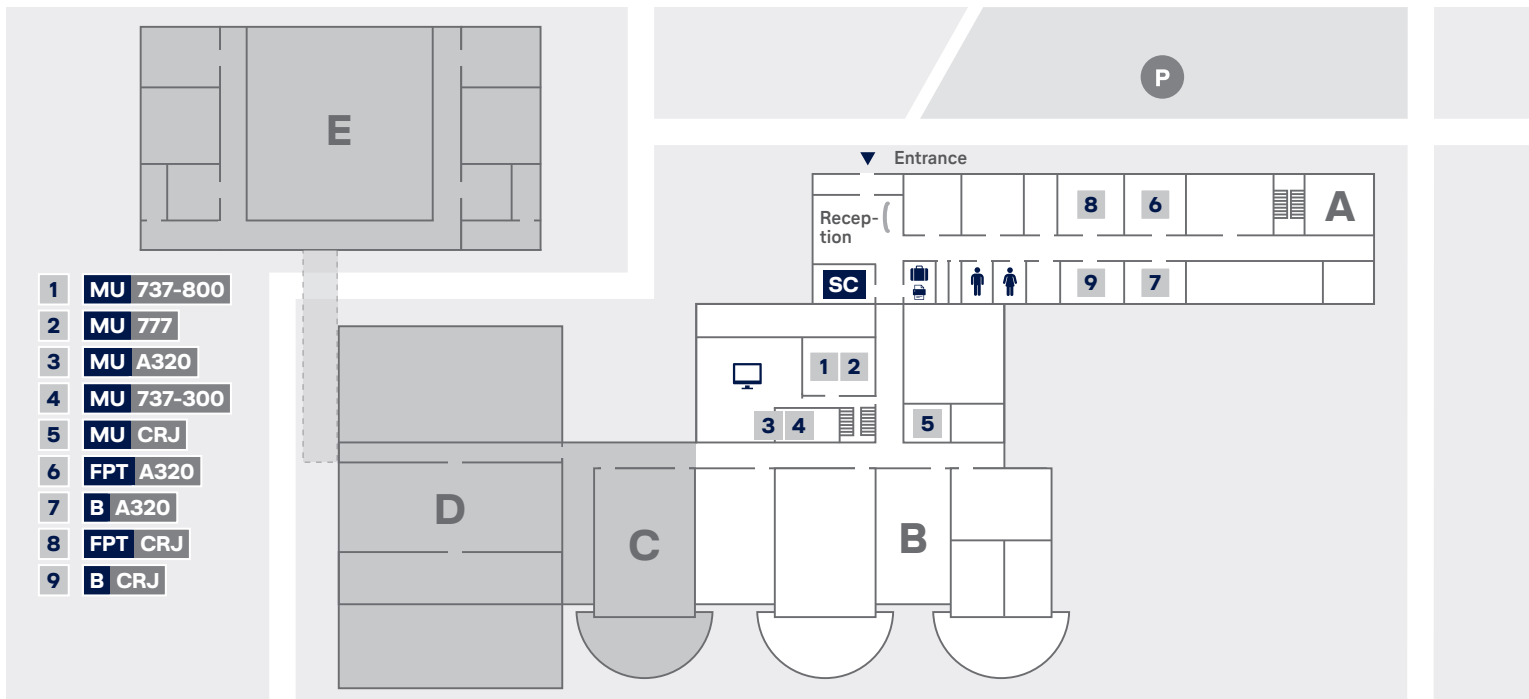 P
E
Entrance
8
6
A
Recep-
tion
SC
9
7
1 MU 737-800
2 MU 777
3 MU A320
4 MU 737-300
5 MU CRJ
6 FPT A320
7 B A320
8 FPT CRJ
9 B CRJ
1 2
3 4
5
D
C
B